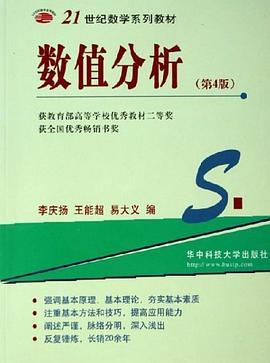 21世纪数学系列教材
数值分析
(第4版)
获教育部高等学校优秀教材二等奖
获全国优秀畅销书奖
李庆扬 王能超 易大义 编
S.
华中科技大学出版社
• 强调基本原理、基本理论，夯实基本素质
• 注重基本方法和技巧，提高应用能力
• 阐述严谨，脉络分明，深入浅出
• 反复锤炼，长销20余年